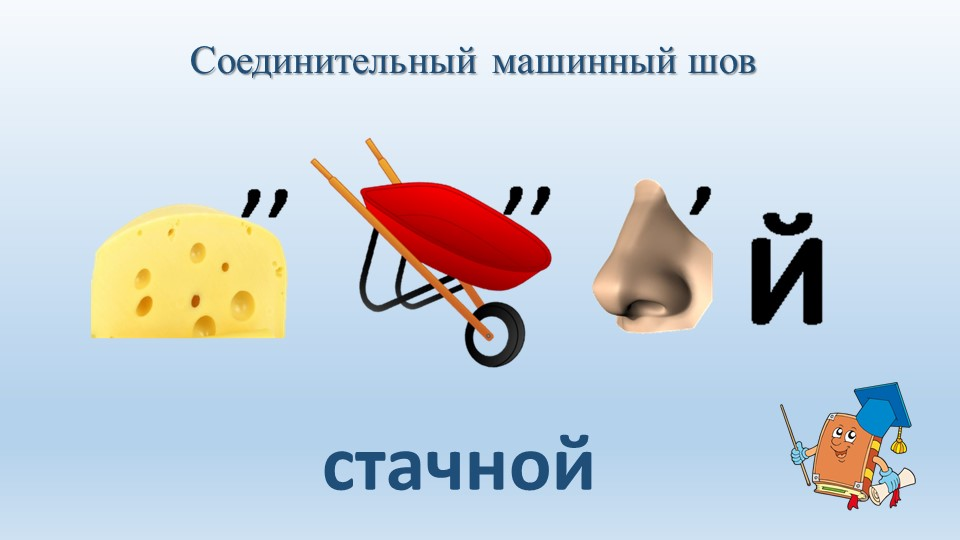 Соединительный машинный шов
,, ,, , й
стачной